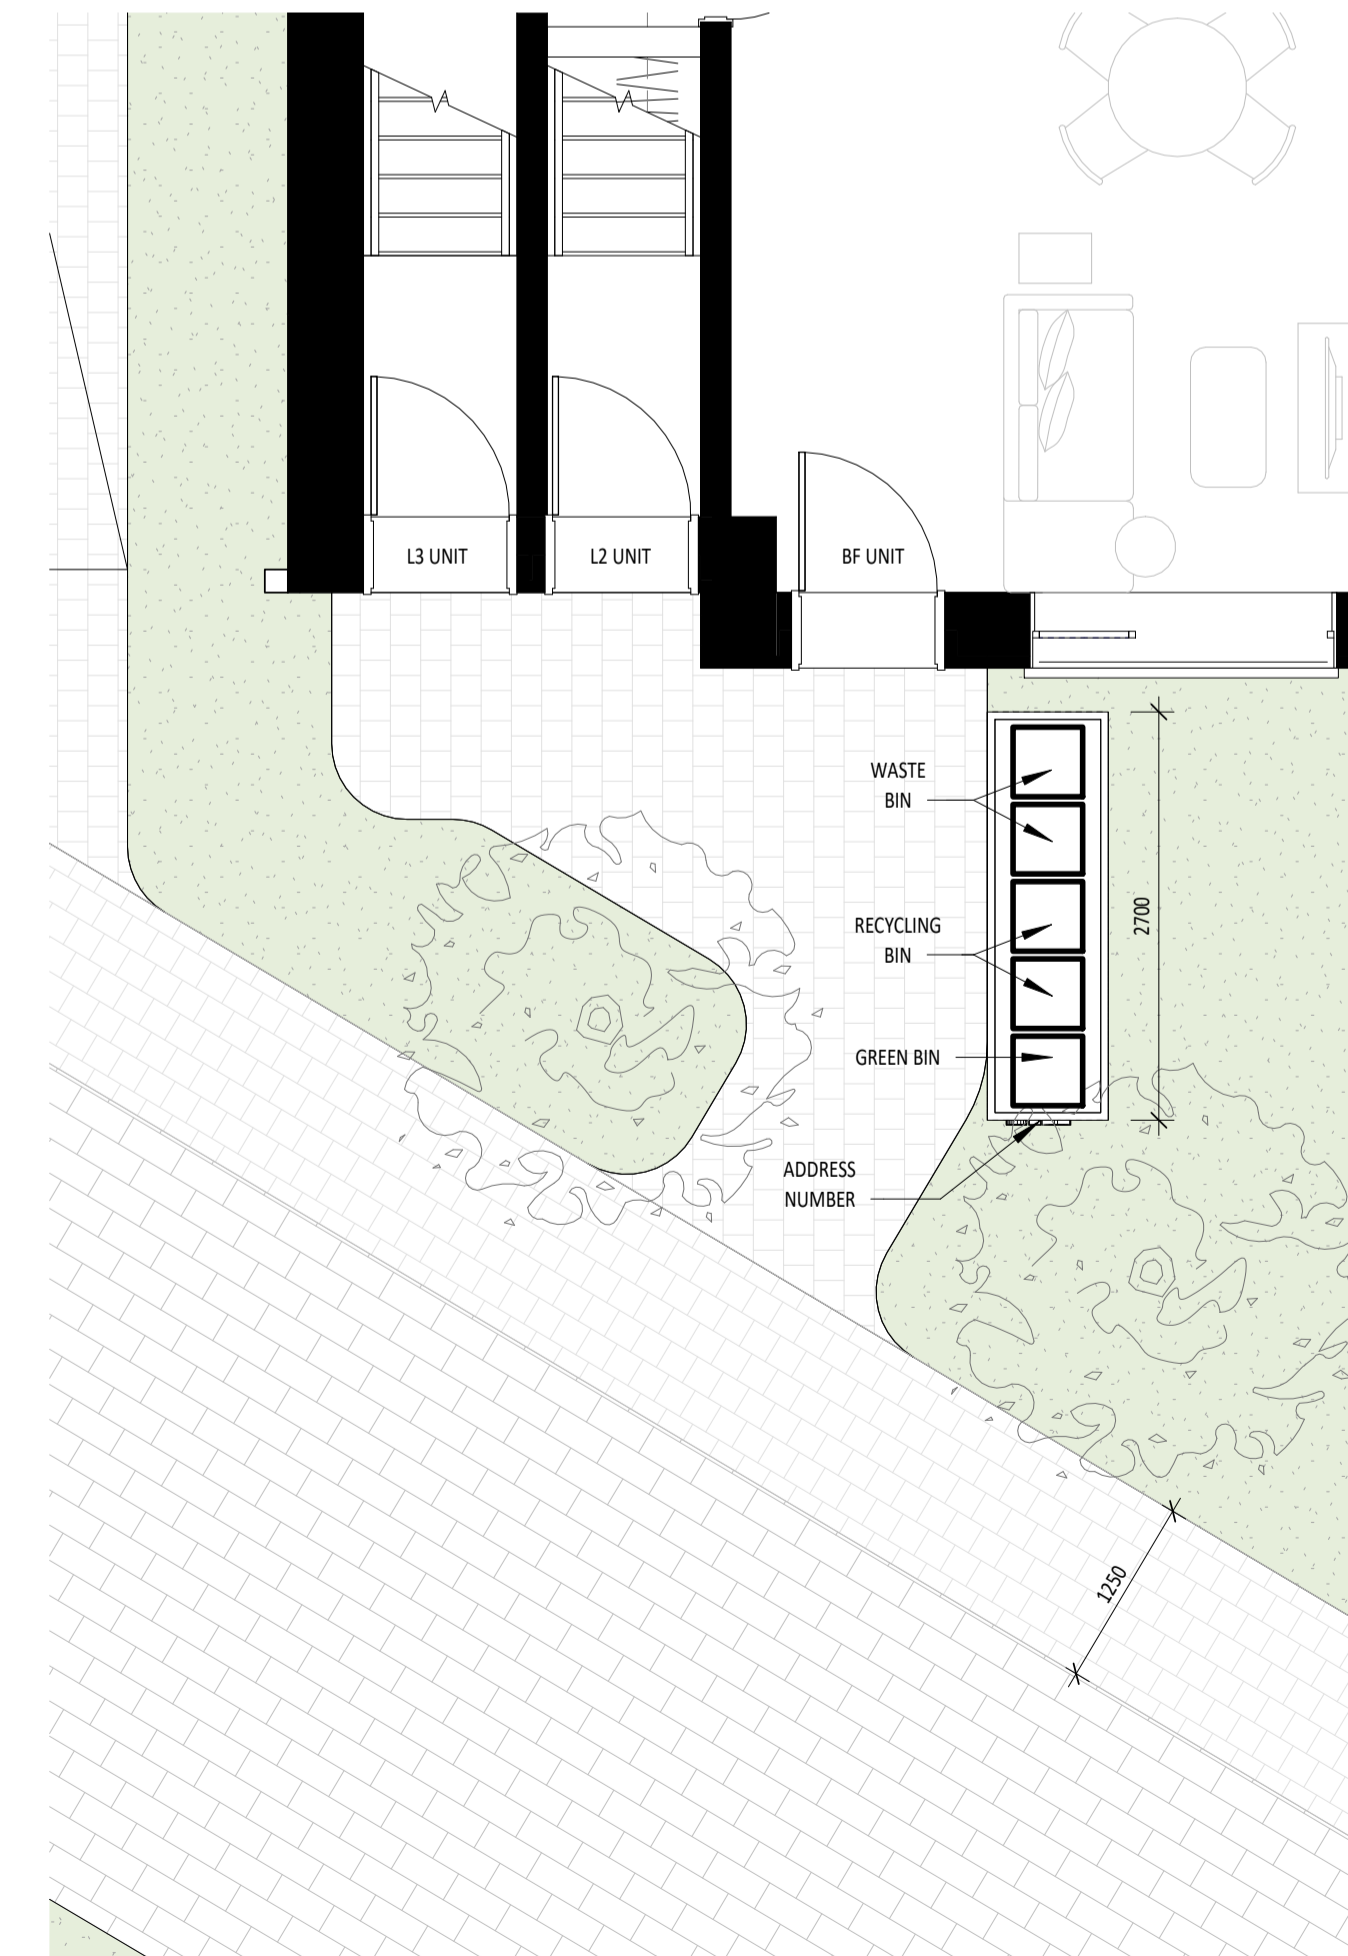 L3 UNIT
L2 UNIT
BF UNIT
WASTE
BIN
RECYCLING
BIN
2700
GREEN BIN
ADDRESS
NUMBER
1250